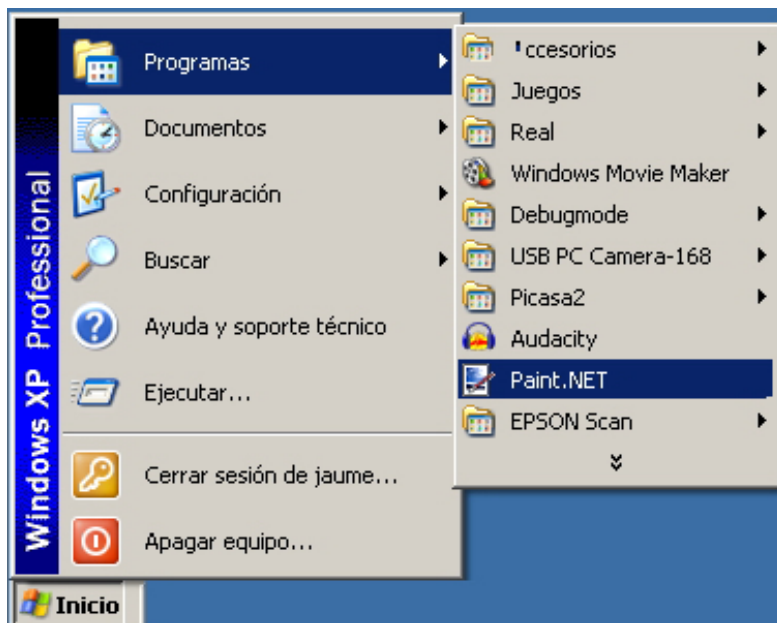 Windows XP Professional
Programas
Documentos
Configuración
Buscar
Ayuda y soporte técnico
Ejecutar...
Cerrar sesión de jaume...
Apagar equipo...
Inicio
'ccesorios
Juegos
Real
Windows Movie Maker
Debugmode
USB PC Camera-168
Picasa2
Audacity
Paint.NET
EPSON Scan